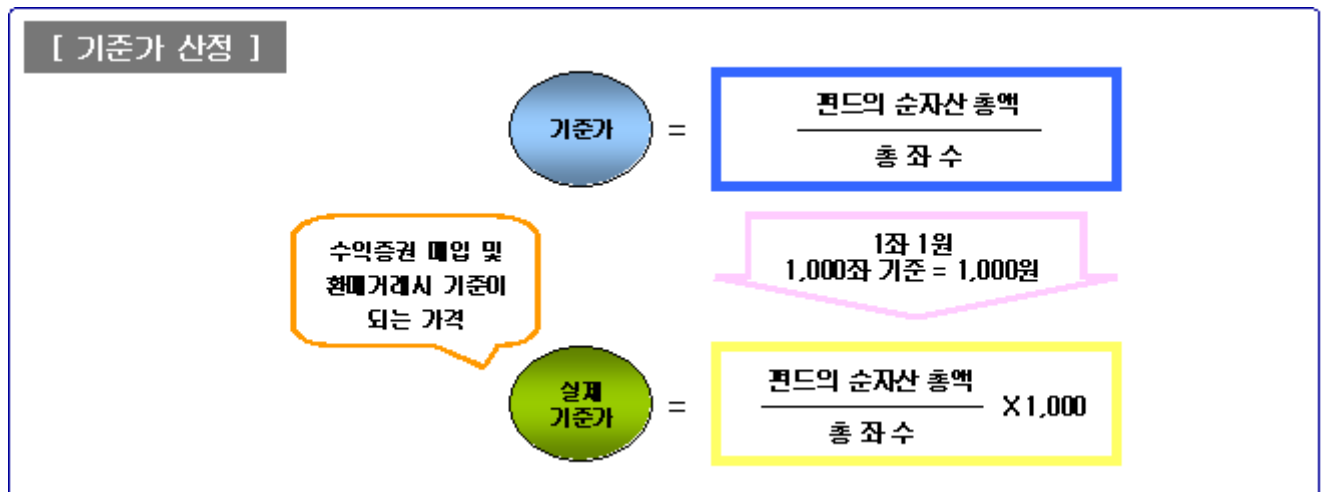 [ 기준가 산정 ]
기준가
=
펀드의 순자산 총액
총 좌 수
수익증권 매입 및
환매거래시 기준이
되는 가격
1좌 1원
1,000좌 기준 = 1,000원
실제
기준가
=
펀드의 순자산 총액
총 좌 수
X 1,000